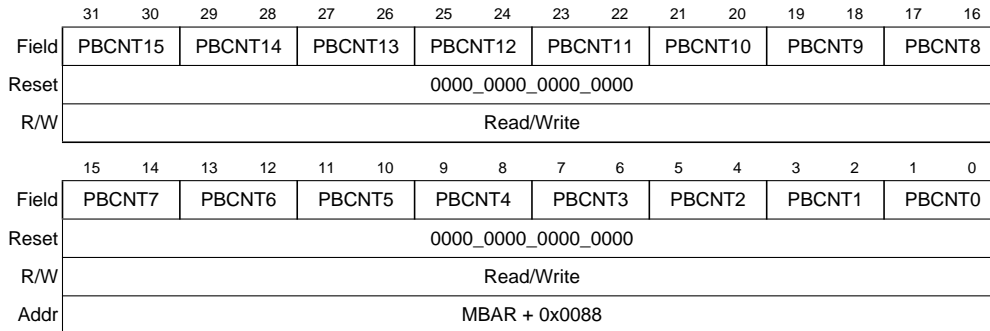 31 30 29 28 27 26 25 24 23 22 21 20 19 18 17 16
Field PBCNT15 PBCNT14 PBCNT13 PBCNT12 PBCNT11 PBCNT10 PBCNT9 PBCNT8
Reset 0000_0000_0000_0000
R/W Read/Write
15 14 13 12 11 10 9 8 7 6 5 4 3 2 1 0
Field PBCNT7 PBCNT6 PBCNT5 PBCNT4 PBCNT3 PBCNT2 PBCNT1 PBCNT0
Reset 0000_0000_0000_0000
R/W Read/Write
Addr MBAR + 0x0088